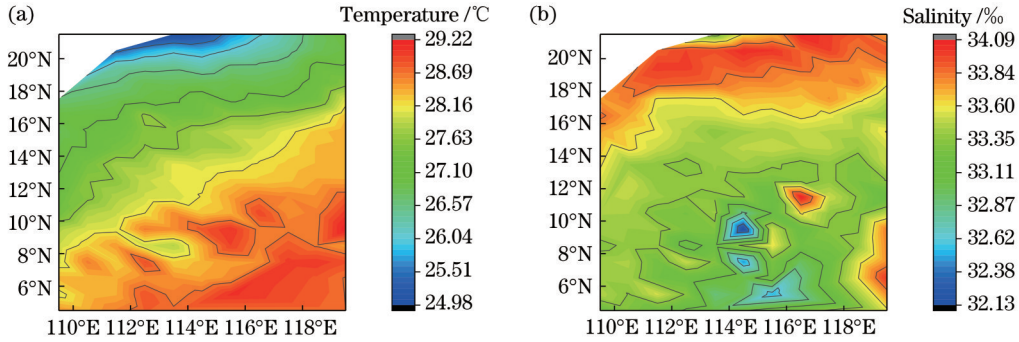 (a)
Temperature /℃
20°N
18°N
16°N
14°N
12°N
10°N
8°N
6°N
110°E 112°E 114°E 116°E 118°E
29.22
28.69
28.16
27.63
27.10
26.57
26.04
25.51
24.98
(b)
Salinity /‰
20°N
18°N
16°N
14°N
12°N
10°N
8°N
6°N
110°E 112°E 114°E 116°E 118°E
34.09
33.84
33.60
33.35
33.11
32.87
32.62
32.38
32.13